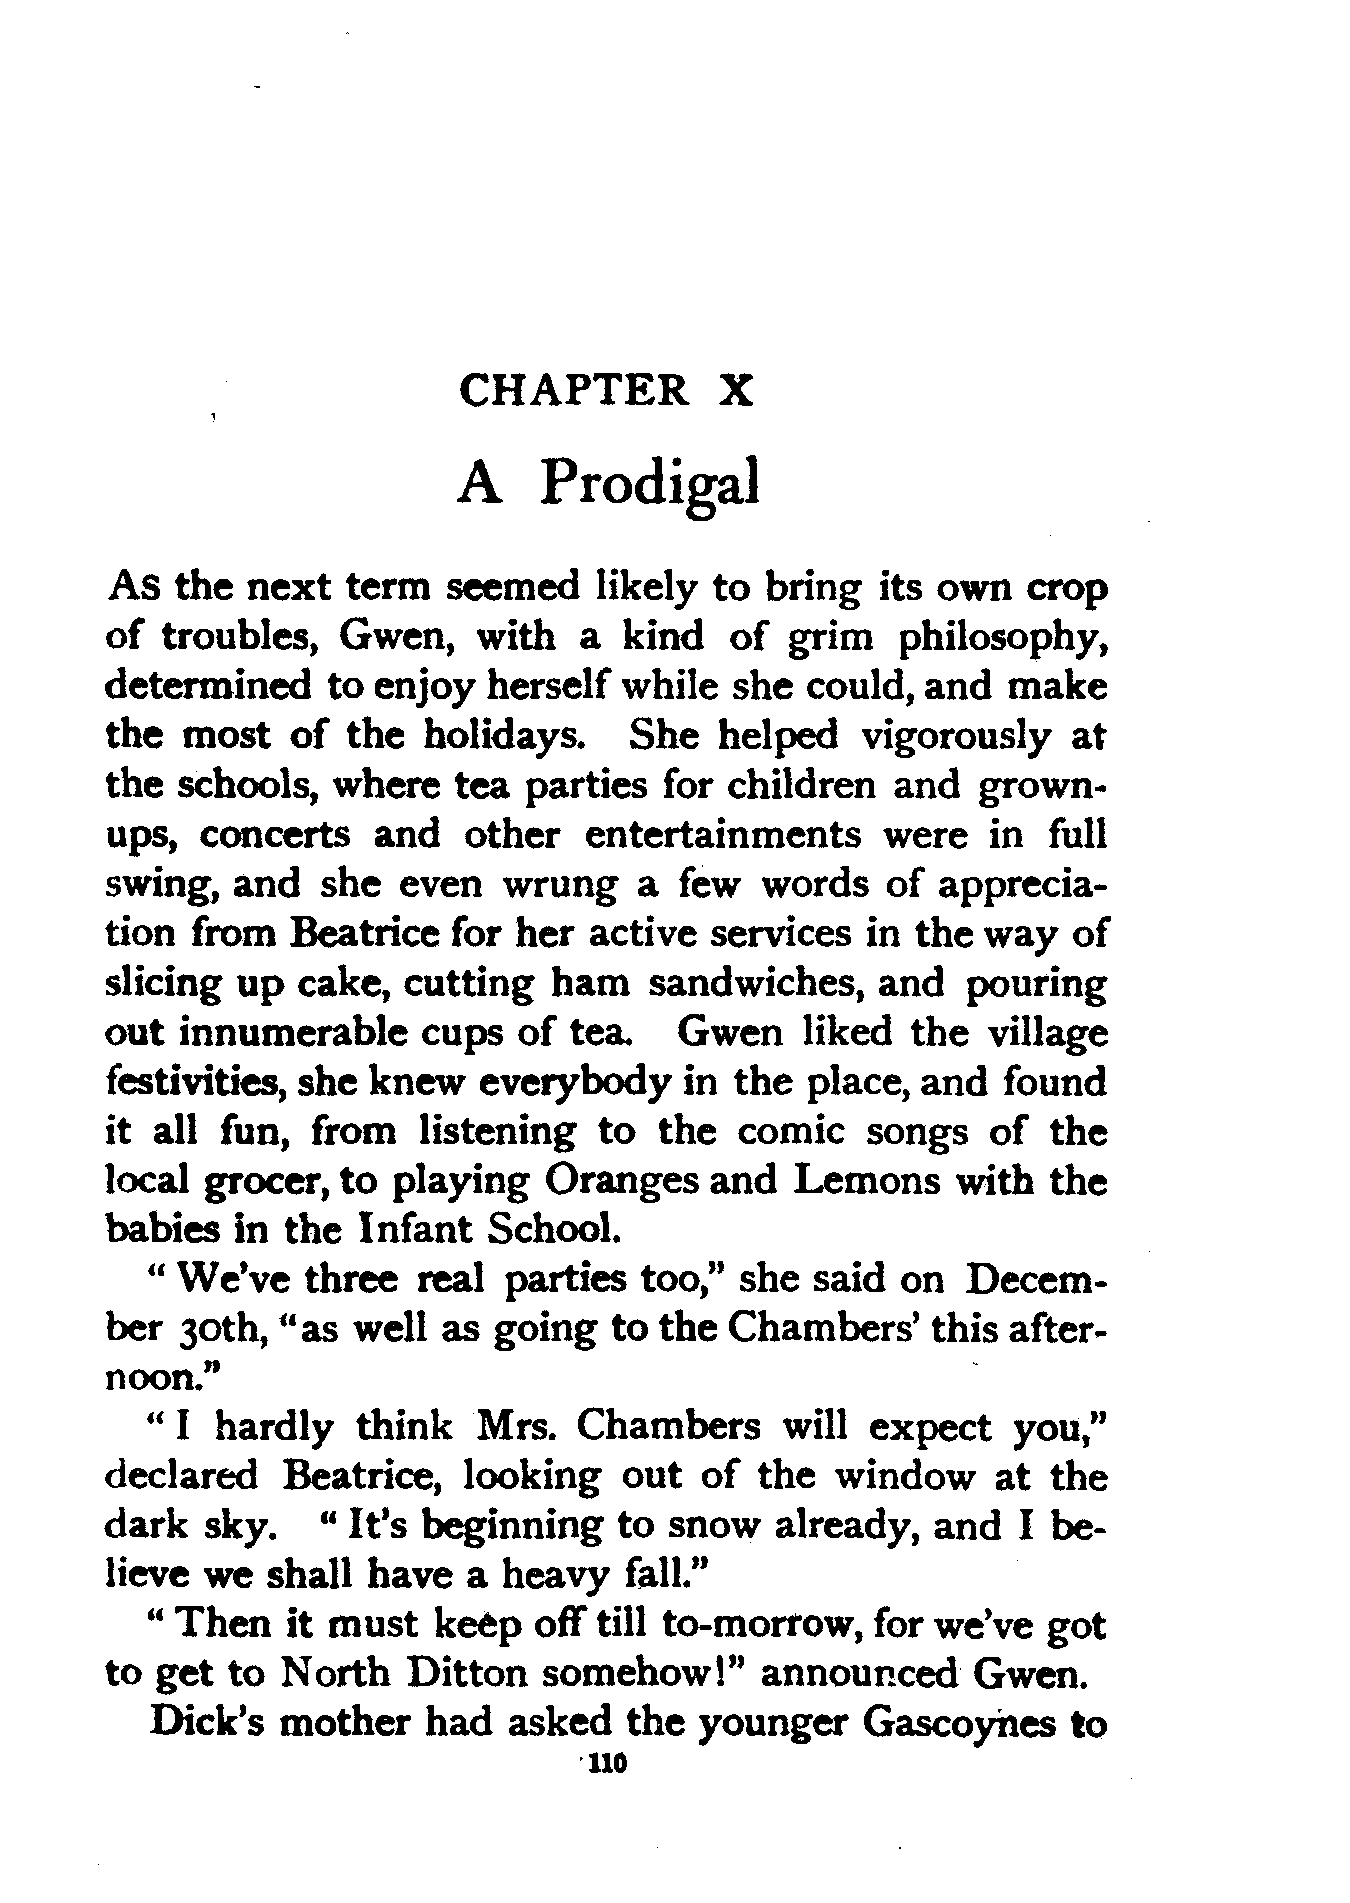 CHAPTER X
A Prodigal
As the next term seemed likely to bring its own crop
of troubles, Gwen, with a kind of grim philosophy,
determined to enjoy herself while she could, and make
the most of the holidays. She helped vigorously at
the schools, where tea parties for children and grown-
ups, concerts and other entertainments were in full
swing, and she even wrung a few words of apprecia-
tion from Beatrice for her active services in the way of
slicing up cake, cutting ham sandwiches, and pouring
out innumerable cups of tea. Gwen liked the village
festivities, she knew everybody in the place, and found
it all fun, from listening to the comic songs of the
local grocer, to playing Oranges and Lemons with the
babies in the Infant School.
"We've three real parties too," she said on Decem-
ber 30th, "as well as going to the Chambers' this after-
noon."
"I hardly think Mrs. Chambers will expect you,"
declared Beatrice, looking out of the window at the
dark sky. "It's beginning to snow already, and I be-
lieve we shall have a heavy fall."
"Then it must keep off till to-morrow, for we've got
to get to North Ditton somehow!" announced Gwen.
Dick's mother had asked the younger Gascoynes to
110